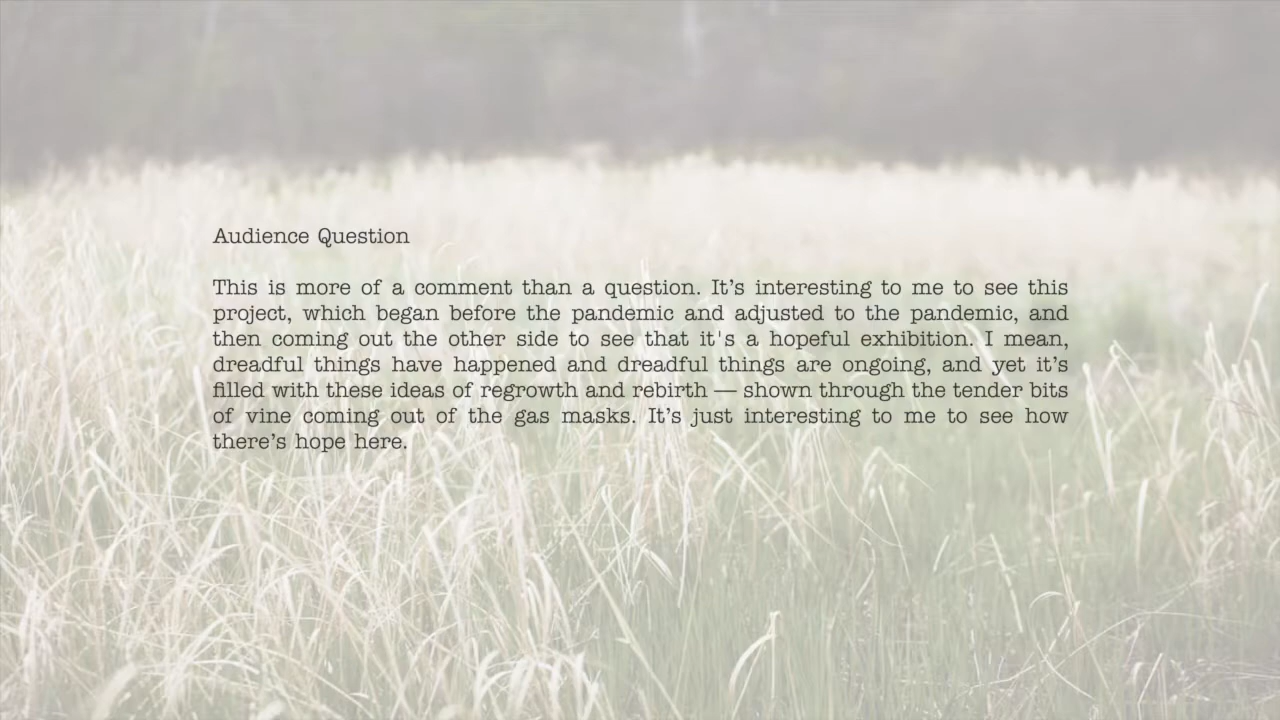 Audience Question
This is more of a comment than a question. It’s interesting to me to see this
project, which began before the pandemic and adjusted to the pandemic, and
then coming out the other side to see that it's a hopeful exhibition. I mean,
dreadful things have happened and dreadful things are ongoing, and yet it’s
filled with these ideas of regrowth and rebirth — shown through the tender bits
of vine coming out of the gas masks. It’s just interesting to me to see how
there’s hope here.